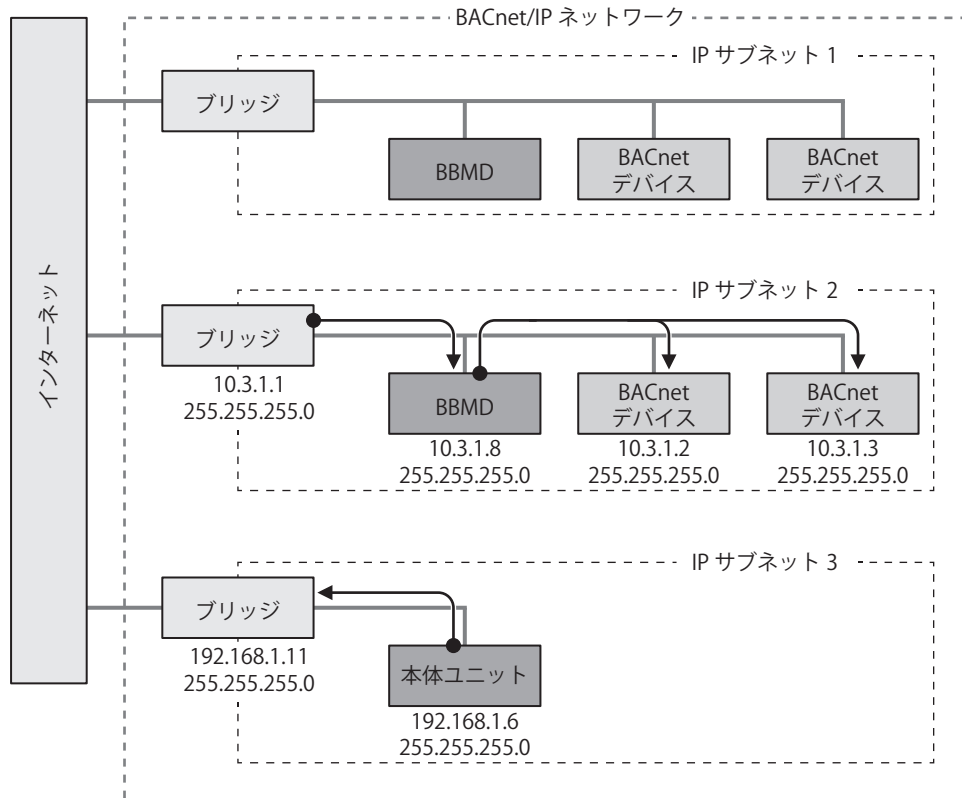 BACnet/IP ネットワーク
IP サブネット 1
ブリッジ
BBMD
BACnet
デバイス
BACnet
デバイス
インターネット
IP サブネット 2
ブリッジ
10.3.1.1
255.255.255.0
BBMD
10.3.1.8
255.255.255.0
BACnet
デバイス
10.3.1.2
255.255.255.0
BACnet
デバイス
10.3.1.3
255.255.255.0
IP サブネット 3
ブリッジ
192.168.1.11
255.255.255.0
本体ユニット
192.168.1.6
255.255.255.0